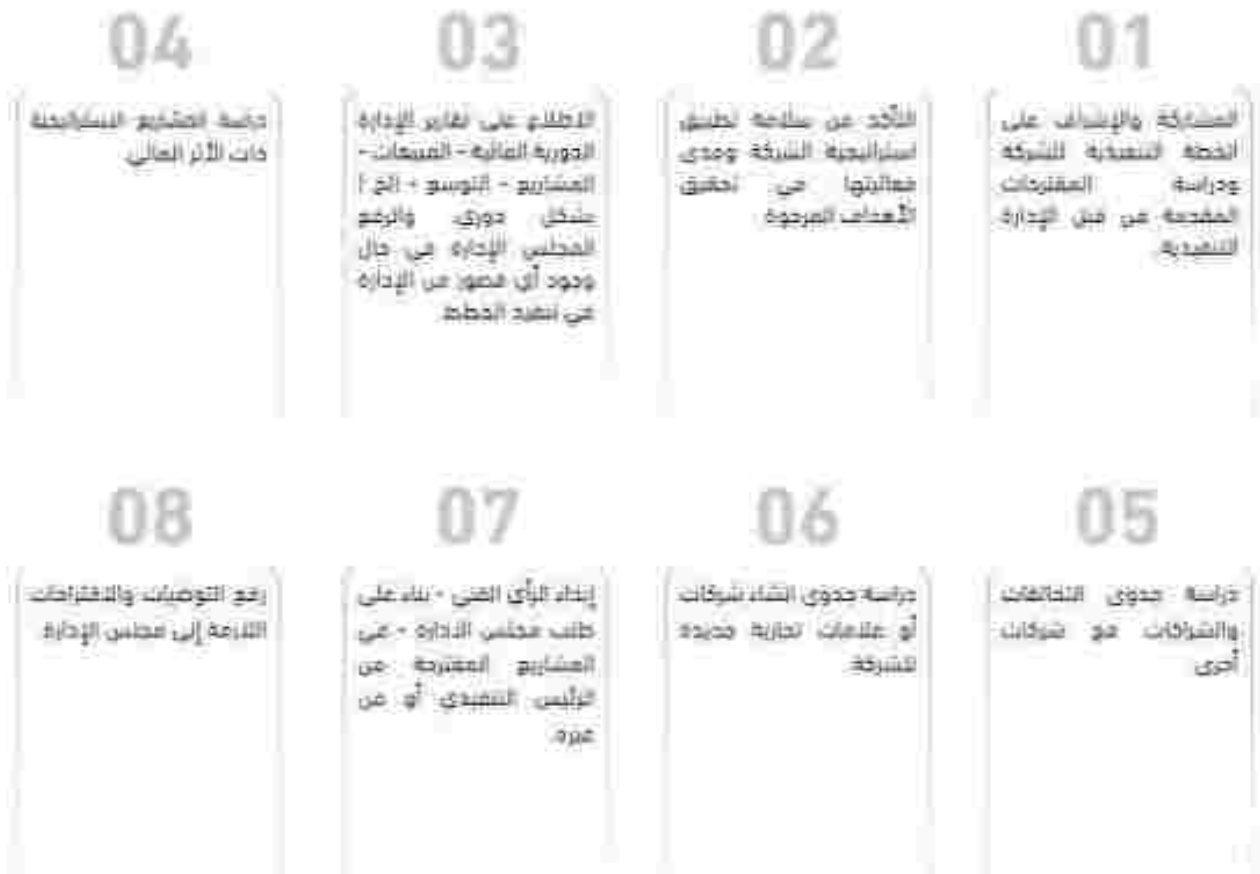 01
المشاركة والإشراف على
الخطة التنفيذية للشركة
ودراسة المقترحات
المقدمة من قبل الإدارة
التنفيذية.
02
التأكد من سلامة تطبيق
استراتيجية الشركة ومدى
فعاليتها في تحقيق
الأهداف المرجوة.
03
الاطلاع على تقارير الإدارة
الدورية المالية - المبيعات -
المشاريع - التوسع - إلخ )
بشكل دوري، والرفع
لمجلس الإدارة في حال
وجود أي قصور من الإدارة
في تنفيذ الخطط.
04
دراسة المشاريع الاستراتيجية
ذات الأثر المالي.
05
دراسة جدوى التحالفات
والشراكات مع شركات
أخرى.
06
دراسة جدوى انشاء شركات
أو علامات تجارية جديدة
للشركة.
07
إبداء الرأي الفني - بناء على
طلب مجلس الادارة - في
المشاريع المقترحة من
الرئيس التنفيذي أو من
غيره.
08
رفع التوصيات والاقتراحات
اللازمة إلى مجلس الإدارة.